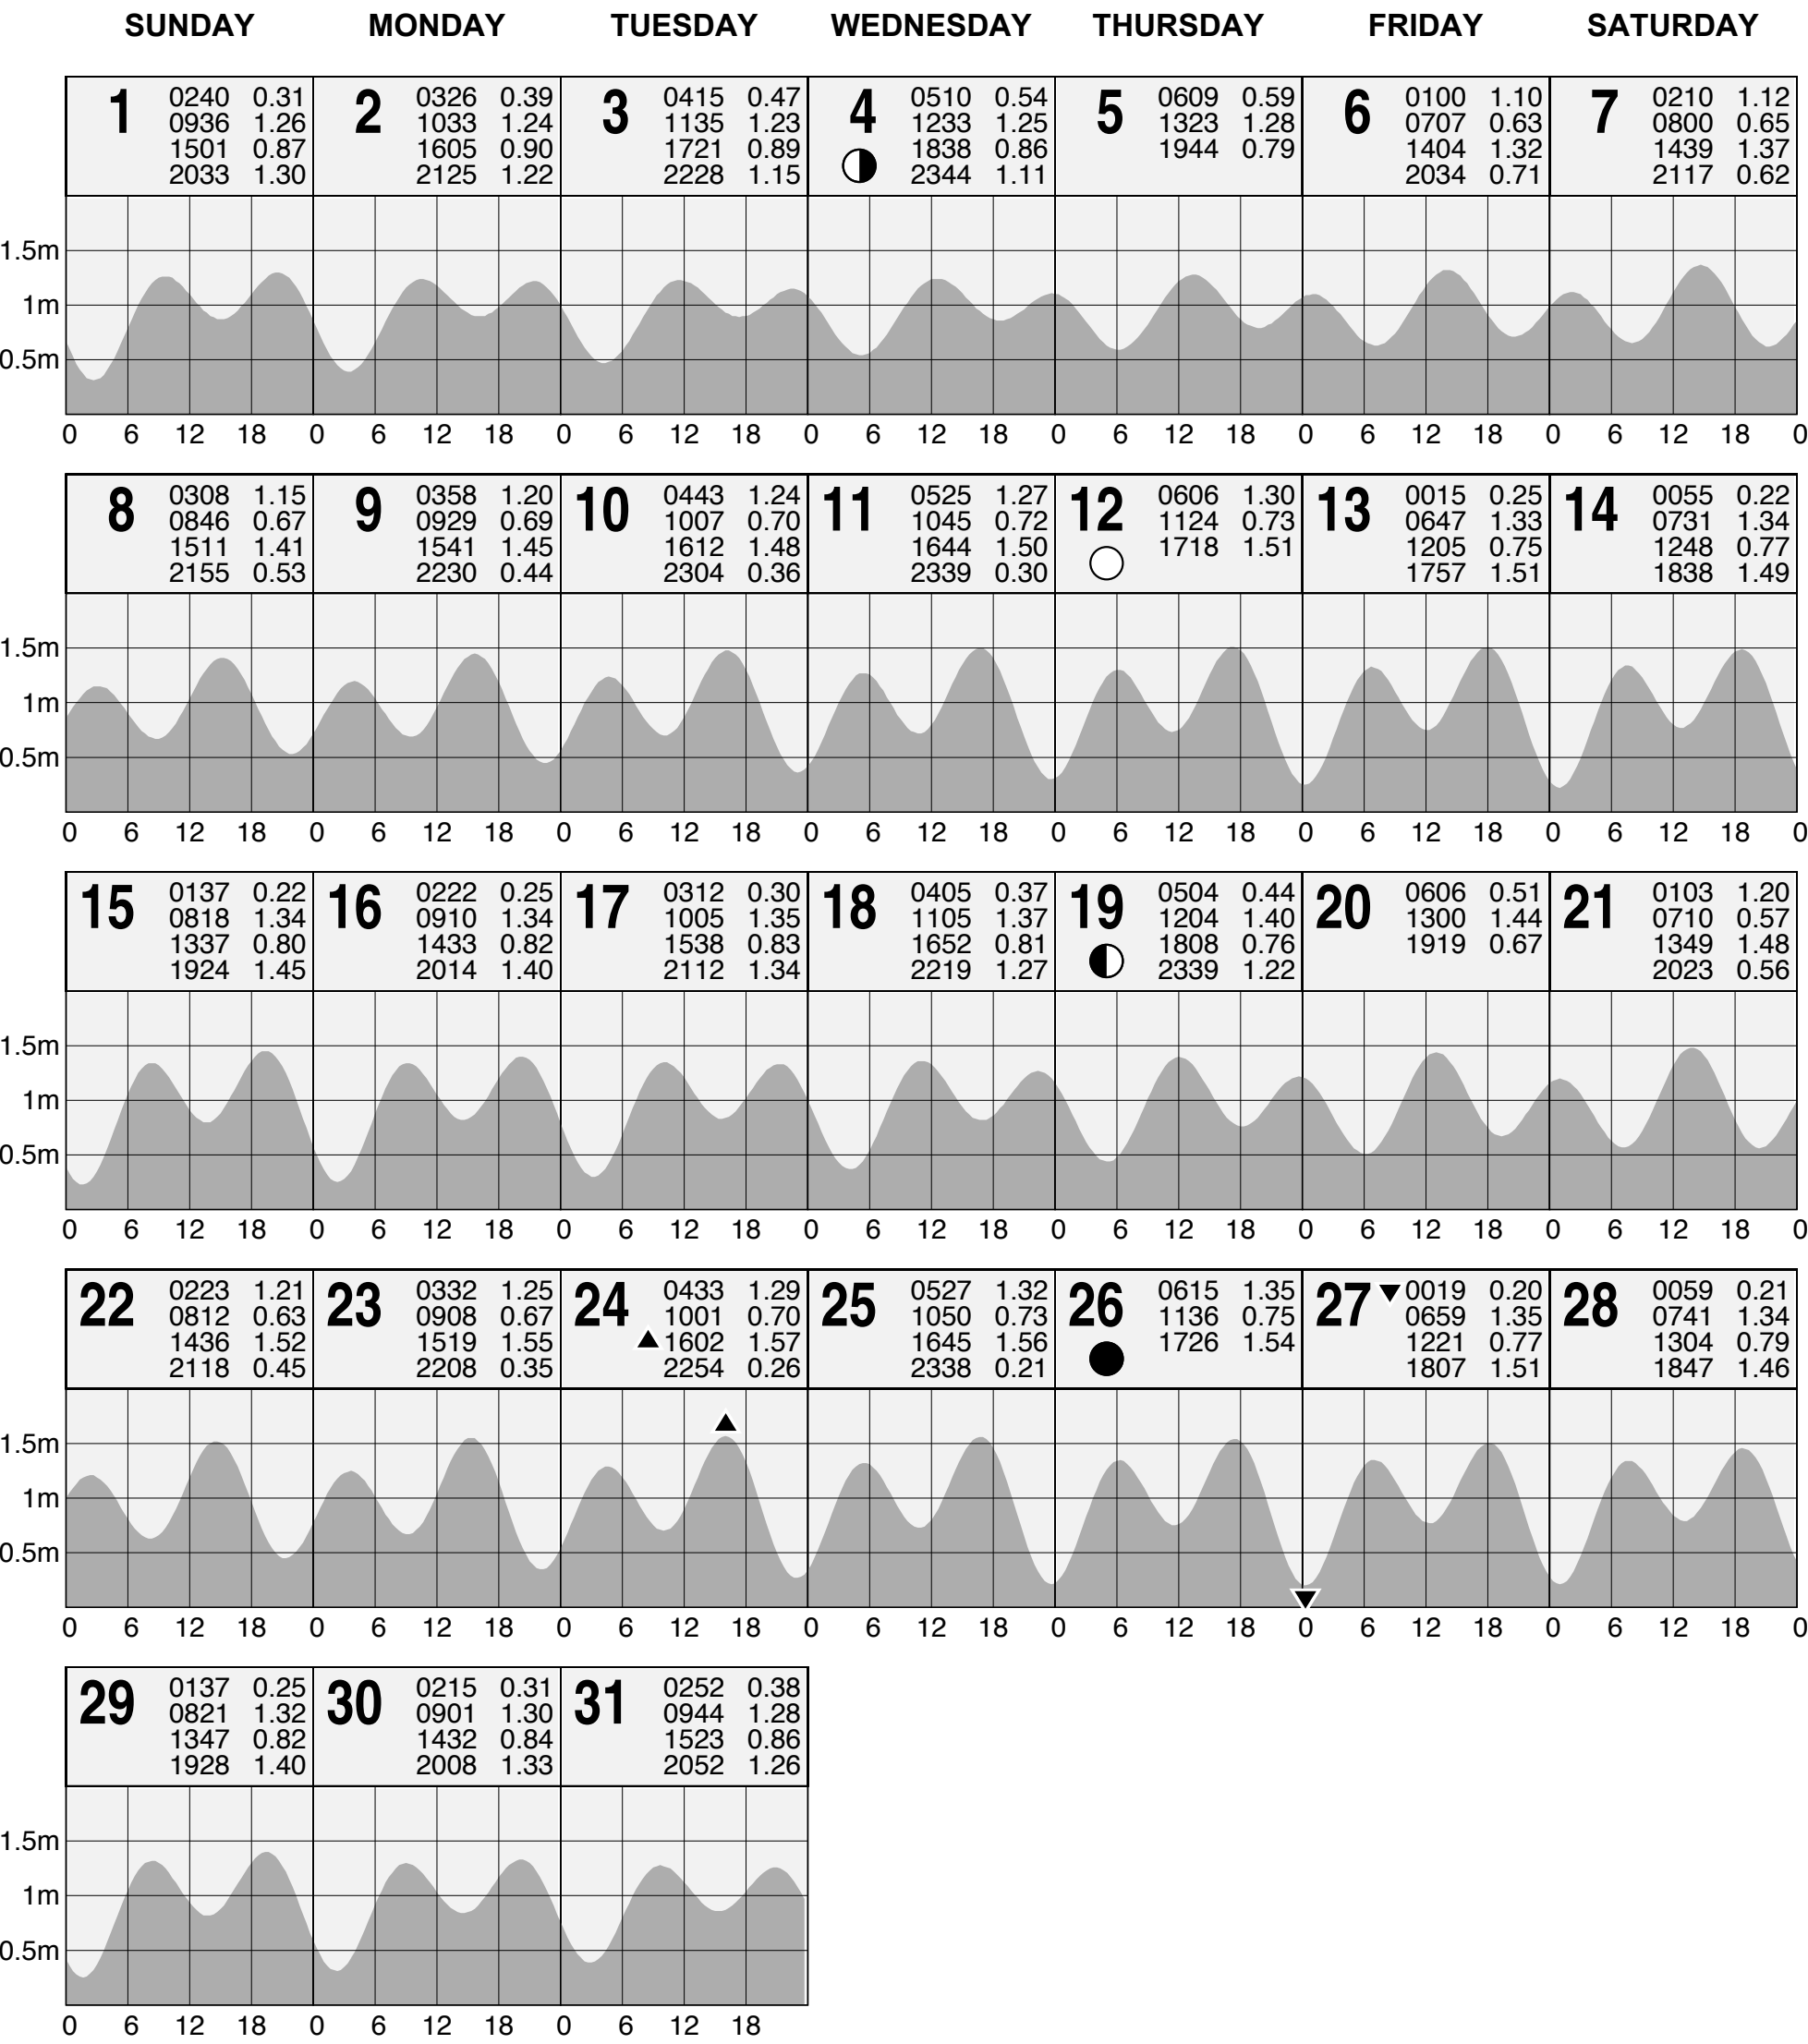 SUNDAY MONDAY TUESDAY WEDNESDAY THURSDAY FRIDAY SATURDAY
1 0240 0.31
0936 1.26
1501 0.87
2033 1.30
2 0326 0.39
1033 1.24
1605 0.90
2125 1.22
3 0415 0.47
1135 1.23
1721 0.89
2228 1.15
4 0510 0.54
1233 1.25
1838 0.86
2344 1.11
5 0609 0.59
1323 1.28
1944 0.79
6 0100 1.10
0707 0.63
1404 1.32
2034 0.71
7 0210 1.12
0800 0.65
1439 1.37
2117 0.62
1.5m
1m
0.5m
0 6 12 18 0 6 12 18 0 6 12 18 0 6 12 18 0 6 12 18 0 6 12 18 0 6 12 18 0
8 0308 1.15
0846 0.67
1511 1.41
2155 0.53
9 0358 1.20
0929 0.69
1541 1.45
2230 0.44
10 0443 1.24
1007 0.70
1612 1.48
2304 0.36
11 0525 1.27
1045 0.72
1644 1.50
2339 0.30
12 0606 1.30
1124 0.73
1718 1.51
13 0015 0.25
0647 1.33
1205 0.75
1757 1.51
14 0055 0.22
0731 1.34
1248 0.77
1838 1.49
1.5m
1m
0.5m
0 6 12 18 0 6 12 18 0 6 12 18 0 6 12 18 0 6 12 18 0 6 12 18 0 6 12 18 0
15 0137 0.22
0818 1.34
1337 0.80
1924 1.45
16 0222 0.25
0910 1.34
1433 0.82
2014 1.40
17 0312 0.30
1005 1.35
1538 0.83
2112 1.34
18 0405 0.37
1105 1.37
1652 0.81
2219 1.27
19 0504 0.44
1204 1.40
1808 0.76
2339 1.22
20 0606 0.51
1300 1.44
1919 0.67
21 0103 1.20
0710 0.57
1349 1.48
2023 0.56
1.5m
1m
0.5m
0 6 12 18 0 6 12 18 0 6 12 18 0 6 12 18 0 6 12 18 0 6 12 18 0 6 12 18 0
22 0223 1.21
0812 0.63
1436 1.52
2118 0.45
23 0332 1.25
0908 0.67
1519 1.55
2208 0.35
24 0433 1.29
1001 0.70
1602 1.57
2254 0.26
25 0527 1.32
1050 0.73
1645 1.56
2338 0.21
26 0615 1.35
1136 0.75
1726 1.54
27 0019 0.20
0659 1.35
1221 0.77
1807 1.51
28 0059 0.21
0741 1.34
1304 0.79
1847 1.46
1.5m
1m
0.5m
0 6 12 18 0 6 12 18 0 6 12 18 0 6 12 18 0 6 12 18 0 6 12 18 0 6 12 18 0
29 0137 0.25
0821 1.32
1347 0.82
1928 1.40
30 0215 0.31
0901 1.30
1432 0.84
2008 1.33
31 0252 0.38
0944 1.28
1523 0.86
2052 1.26
1.5m
1m
0.5m
0 6 12 18 0 6 12 18 0 6 12 18